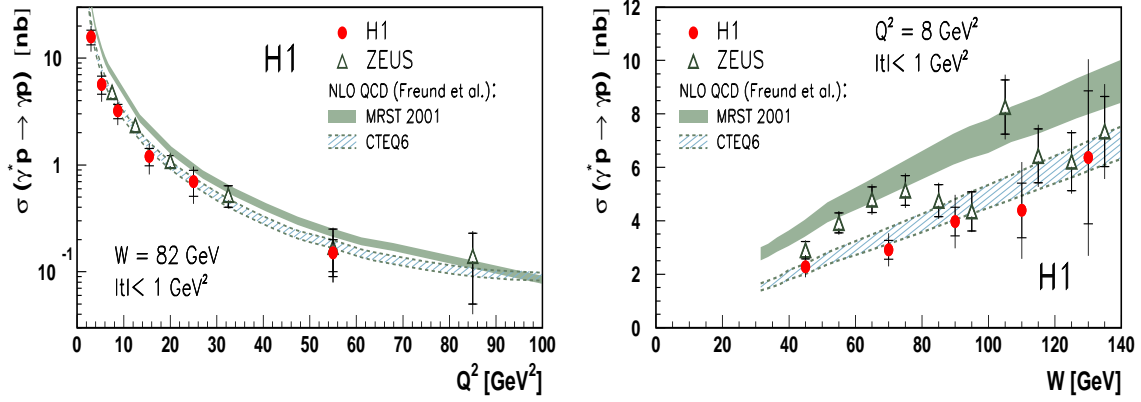 σ (γ*p → γp) [nb]
10
1
10⁻¹
H1
H1
ZEUS
NLO QCD (Freund et al.):
MRST 2001
CTEQ6
W = 82 GeV
|t|< 1 GeV²
0 10 20 30 40 50 60 70 80 90 100
Q² [GeV²]
σ (γ*p → γp) [nb]
12
10
8
6
4
2
0
H1
ZEUS
NLO QCD (Freund et al.):
MRST 2001
CTEQ6
Q² = 8 GeV²
|t|< 1 GeV²
H1
0 20 40 60 80 100 120 140
W [GeV]